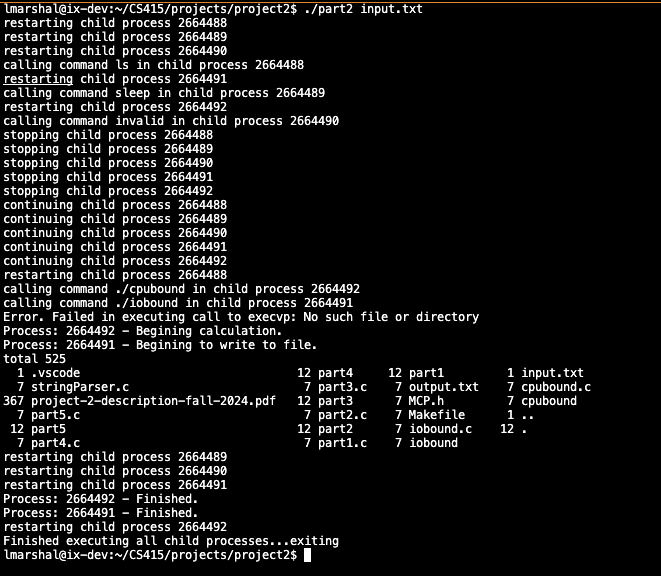 lmarshal@ix-dev:~/CS415/projects/project2$ ./part2 input.txt
restarting child process 2664488
restarting child process 2664489
restarting child process 2664490
calling command ls in child process 2664488
restarting child process 2664491
calling command sleep in child process 2664489
restarting child process 2664492
calling command invalid in child process 2664490
stopping child process 2664488
stopping child process 2664489
stopping child process 2664490
stopping child process 2664491
stopping child process 2664492
continuing child process 2664488
continuing child process 2664489
continuing child process 2664490
continuing child process 2664491
continuing child process 2664492
restarting child process 2664488
calling command ./cpubound in child process 2664492
calling command ./iobound in child process 2664491
Error. Failed in executing call to execvp: No such file or directory
Process: 2664492 - Begining calculation.
Process: 2664491 - Begining to write to file.
total 525
1 .vscode 12 part4 12 part1 1 input.txt
7 stringParser.c 7 part3.c 7 output.txt 7 cpubound.c
367 project-2-description-fall-2024.pdf 12 part3 7 MCP.h 7 cpubound
7 part5.c 7 part2.c 7 Makefile 1 ..
12 part5 12 part2 7 iobound.c 12 .
7 part4.c 7 part1.c 7 iobound
restarting child process 2664489
restarting child process 2664490
restarting child process 2664491
Process: 2664492 - Finished.
Process: 2664491 - Finished.
restarting child process 2664492
Finished executing all child processes...exiting
lmarshal@ix-dev:~/CS415/projects/project2$